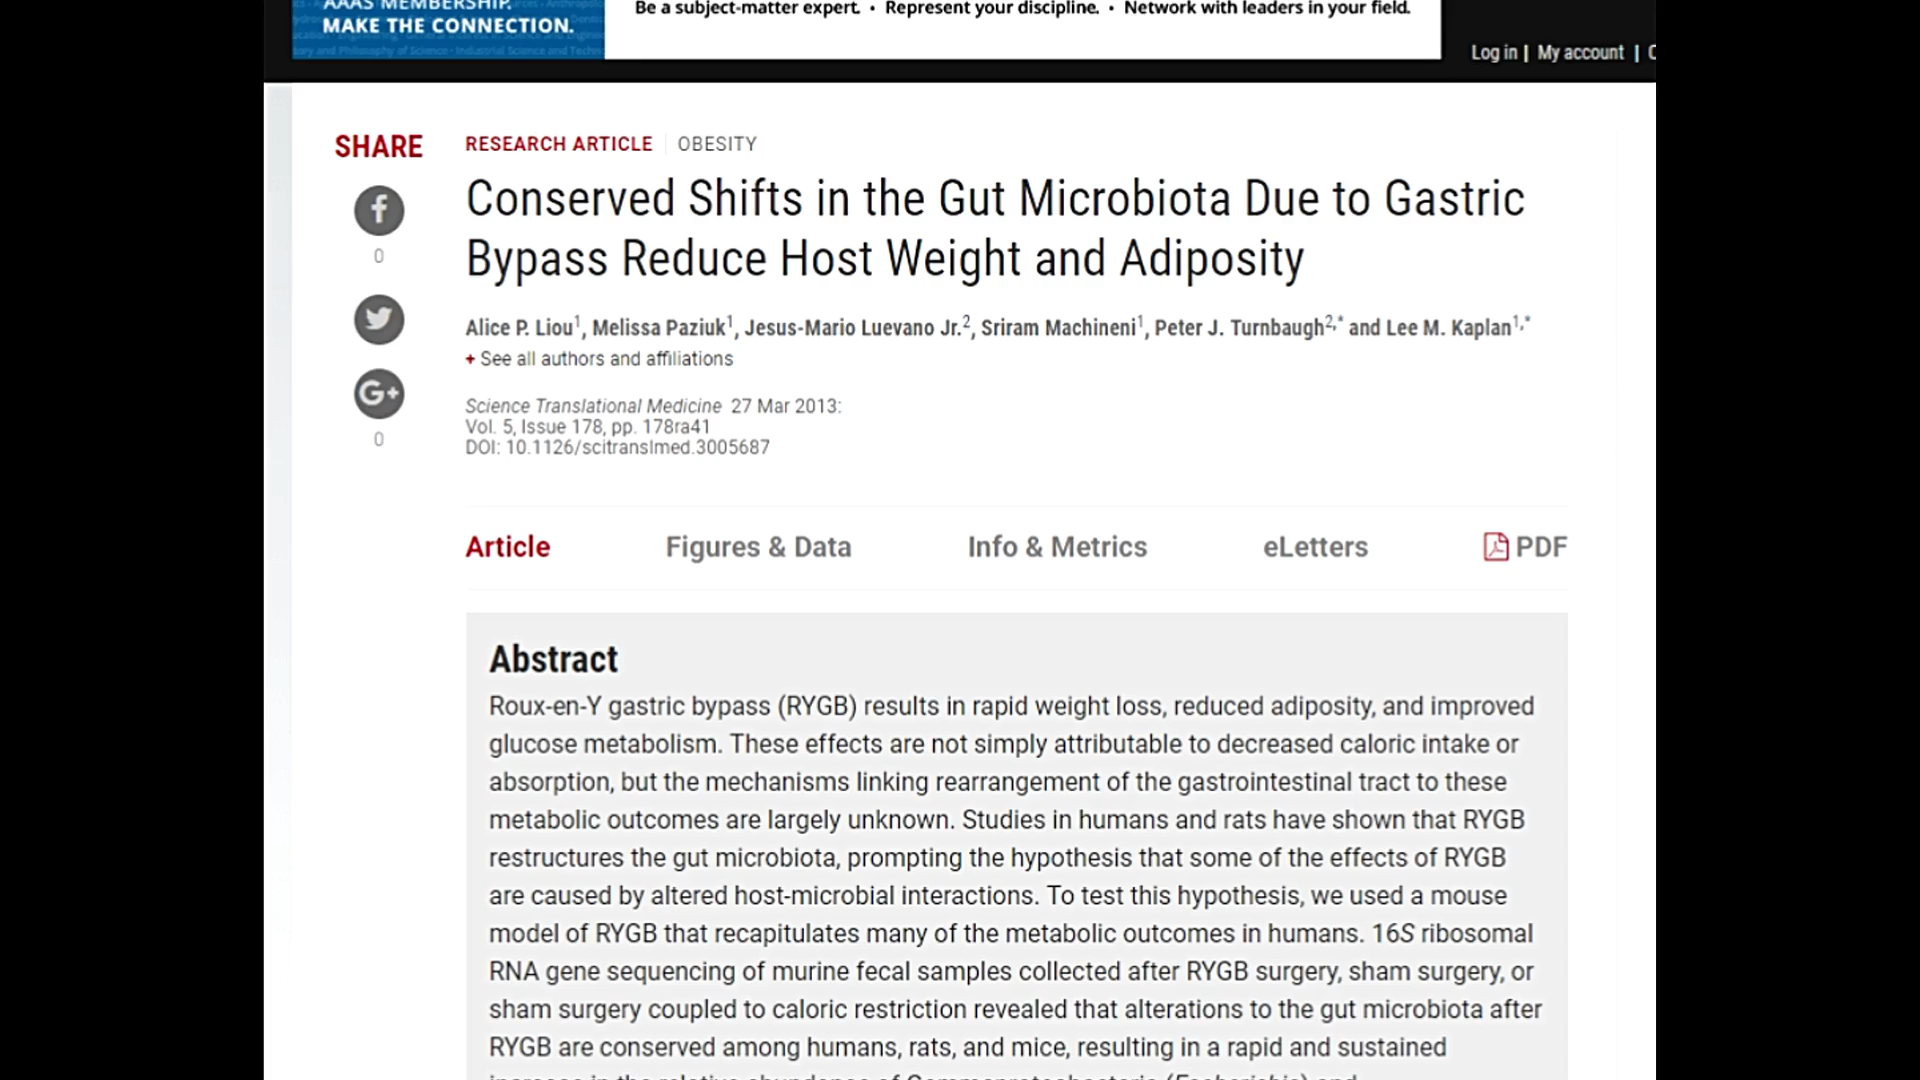 AAAS MEMBERSHIP.
MAKE THE CONNECTION.
Be a subject-matter expert. • Represent your discipline. • Network with leaders in your field.
Log in | My account |
SHARE
RESEARCH ARTICLE | OBESITY
Conserved Shifts in the Gut Microbiota Due to Gastric
Bypass Reduce Host Weight and Adiposity
0
Alice P. Liou1, Melissa Paziuk1, Jesus-Mario Luevano Jr.2, Sriram Machineni1, Peter J. Turnbaugh2,* and Lee M. Kaplan1,*
+ See all authors and affiliations
Science Translational Medicine 27 Mar 2013:
Vol. 5, Issue 178, pp. 178ra41
DOI: 10.1126/scitranslmed.3005687
G+
0
Article
Figures & Data
Info & Metrics
eLetters
PDF
Abstract
Roux-en-Y gastric bypass (RYGB) results in rapid weight loss, reduced adiposity, and improved
glucose metabolism. These effects are not simply attributable to decreased caloric intake or
absorption, but the mechanisms linking rearrangement of the gastrointestinal tract to these
metabolic outcomes are largely unknown. Studies in humans and rats have shown that RYGB
restructures the gut microbiota, prompting the hypothesis that some of the effects of RYGB
are caused by altered host-microbial interactions. To test this hypothesis, we used a mouse
model of RYGB that recapitulates many of the metabolic outcomes in humans. 16S ribosomal
RNA gene sequencing of murine fecal samples collected after RYGB surgery, sham surgery, or
sham surgery coupled to caloric restriction revealed that alterations to the gut microbiota after
RYGB are conserved among humans, rats, and mice, resulting in a rapid and sustained